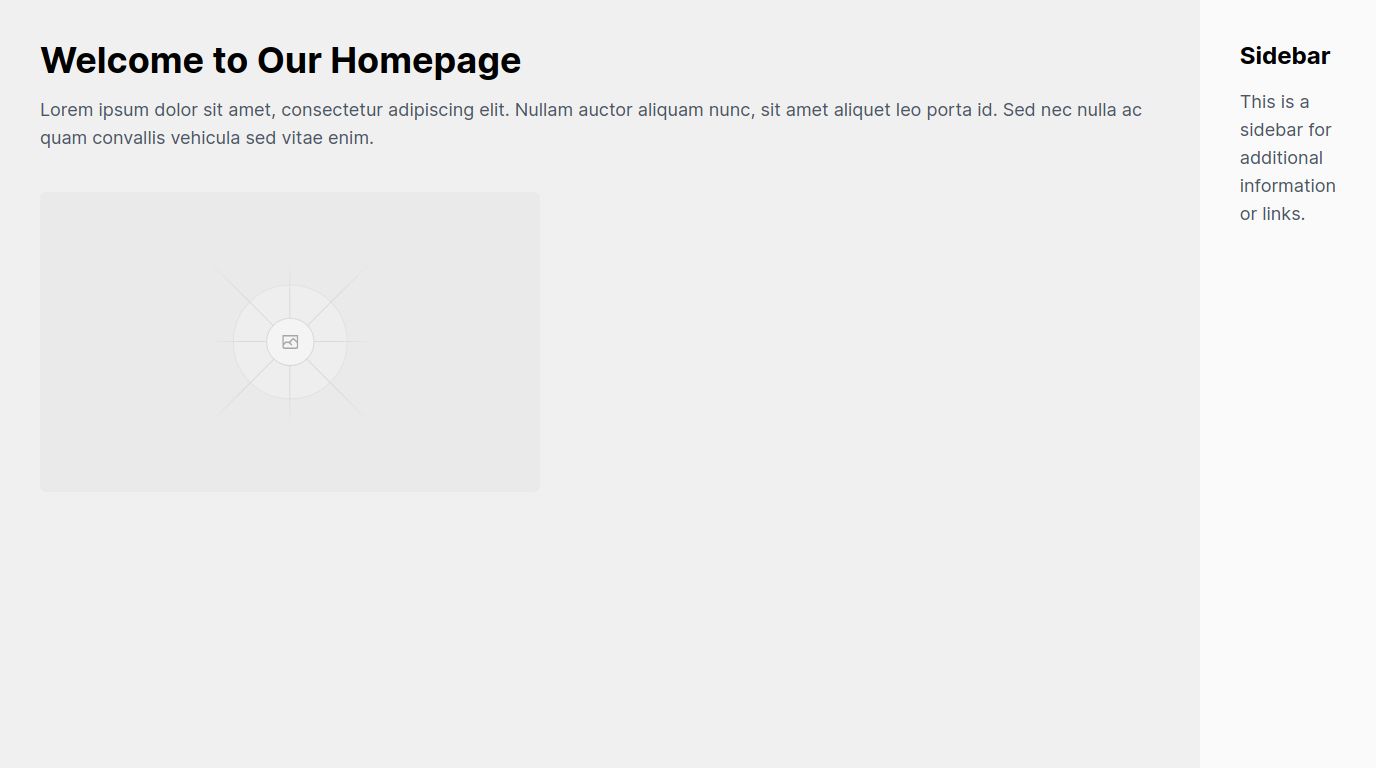 Welcome to Our Homepage
Lorem ipsum dolor sit amet, consectetur adipiscing elit. Nullam auctor aliquam nunc, sit amet aliquet leo porta id. Sed nec nulla ac
quam convallis vehicula sed vitae enim.
Sidebar
This is a
sidebar for
additional
information
or links.